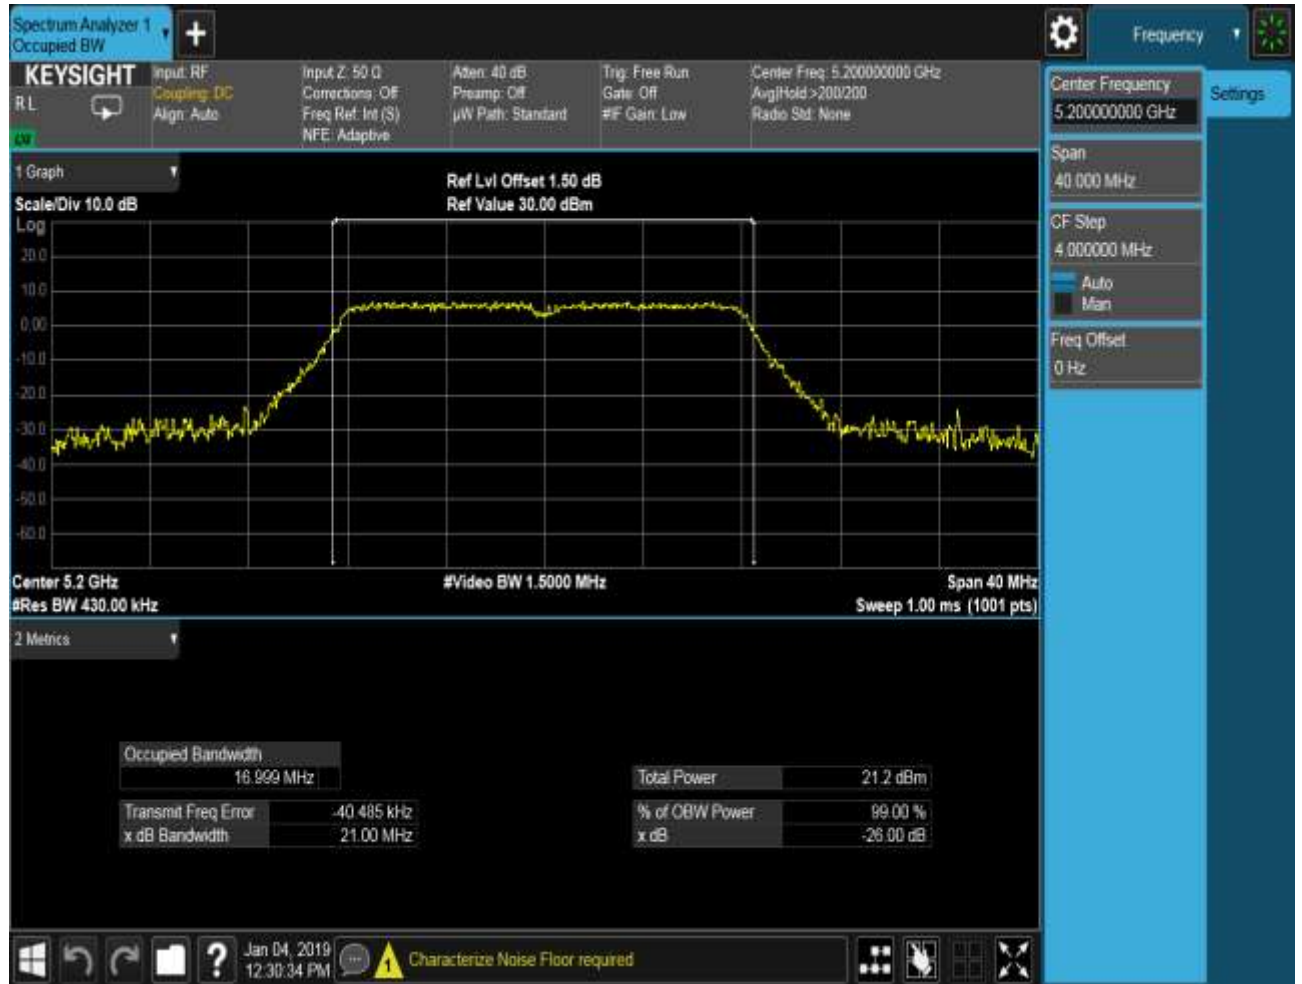 Spectrum Analyzer 1
Occupied BW
+
Frequency
KEYSIGHT
RL
Input: RF
Coupling: DC
Align: Auto
Input Z: 50 Ω
Corrections: Off
Freq Ref: Int (S)
NFE: Adaptive
Atten: 40 dB
Preamp: Off
µW Path: Standard
Trig: Free Run
Gate: Off
#IF Gain: Low
Center Freq: 5.200000000 GHz
Avg|Hold:>200/200
Radio Std: None
Center Frequency
5.200000000 GHz
Settings
Span
40.000 MHz
CF Step
4.000000 MHz
Auto
Man
Freq Offset
0 Hz
1 Graph
Scale/Div 10.0 dB
Ref Lvl Offset 1.50 dB
Ref Value 30.00 dBm
Log
20.0
10.0
0.00
-10.0
-20.0
-30.0
-40.0
-50.0
-60.0
Center 5.2 GHz
#Res BW 430.00 kHz
#Video BW 1.5000 MHz
Span 40 MHz
Sweep 1.00 ms (1001 pts)
2 Metrics
Occupied Bandwidth
16.999 MHz
Total Power 21.2 dBm
Transmit Freq Error -40.485 kHz
x dB Bandwidth 21.00 MHz
% of OBW Power 99.00 %
x dB -26.00 dB
?
Jan 04, 2019
12:30:34 PM
1
Characterize Noise Floor required